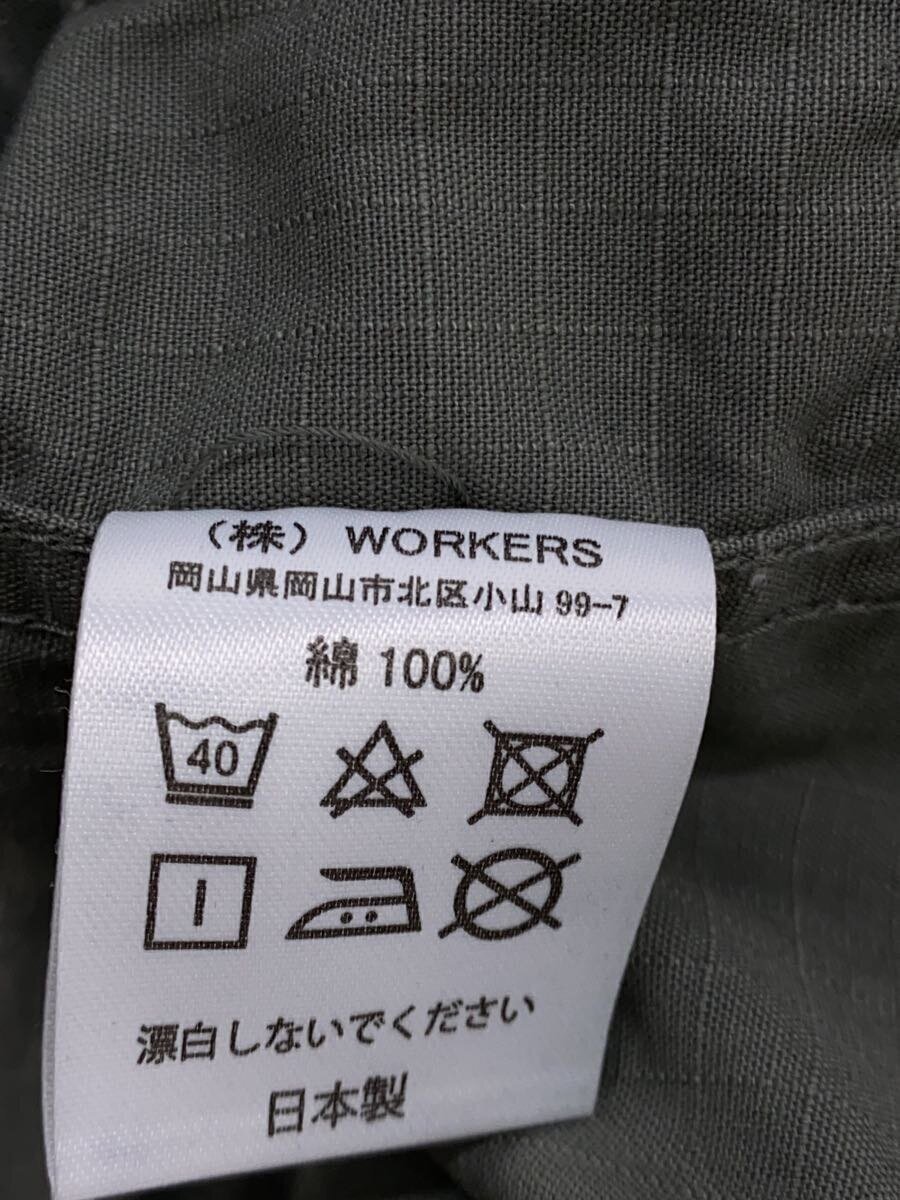 （株）WORKERS
岡山県岡山市北区小山 99-7
綿 100%
40
漂白しないでください
日本製